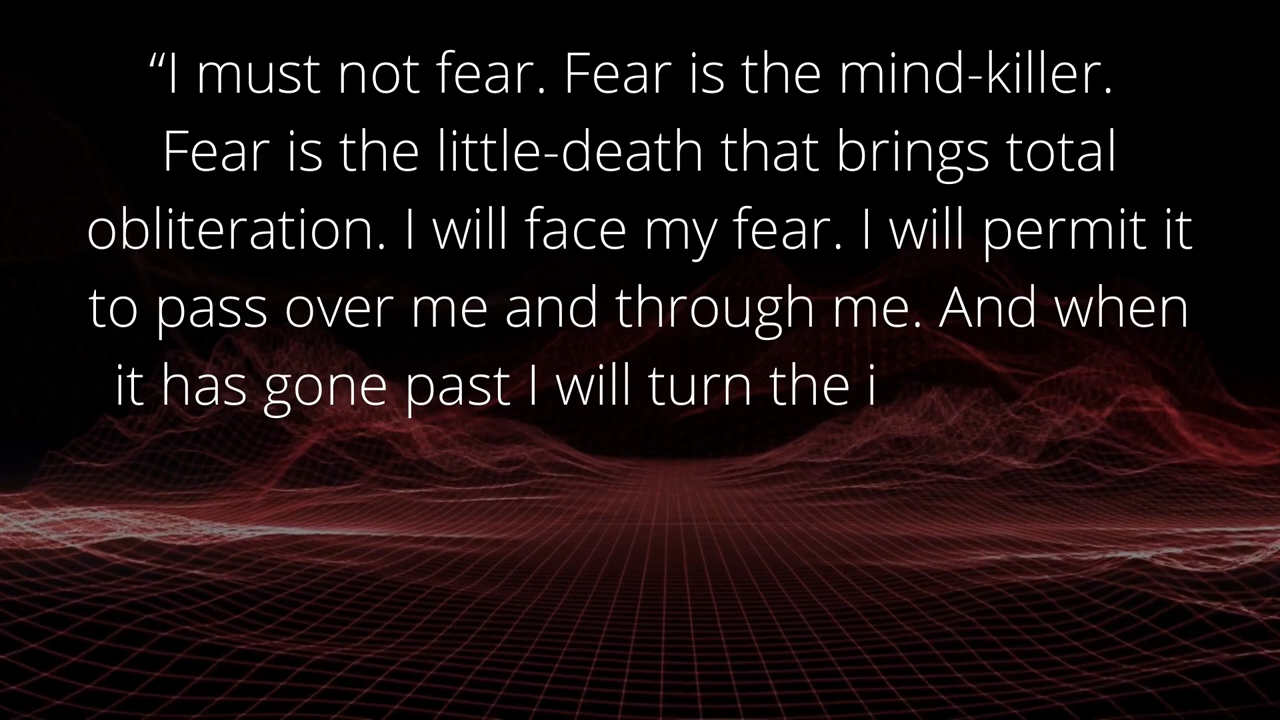 “I must not fear. Fear is the mind-killer.
Fear is the little-death that brings total
obliteration. I will face my fear. I will permit it
to pass over me and through me. And when
it has gone past I will turn the i